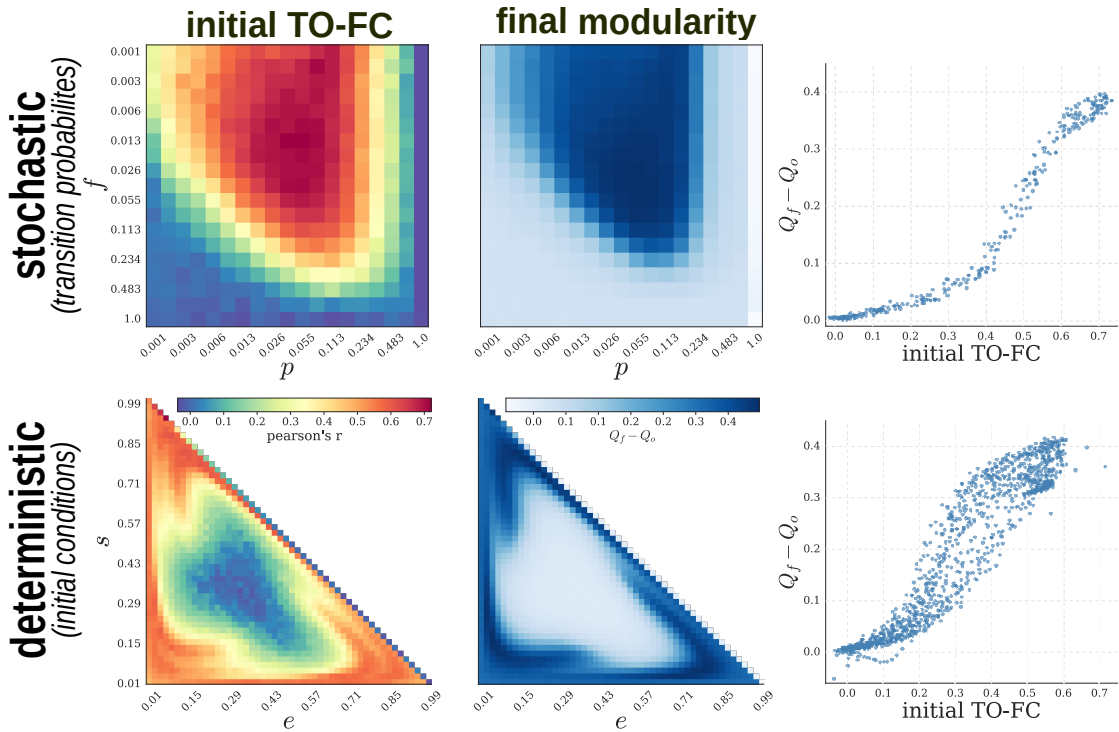 initial TO-FC
final modularity
stochastic
(transition probabilites)
f
0.001
0.003
0.006
0.013
0.026
0.055
0.113
0.234
0.483
1.0
0.001 0.003 0.006 0.013 0.026 0.055 0.113 0.234 0.483 1.0
p
0.001 0.003 0.006 0.013 0.026 0.055 0.113 0.234 0.483 1.0
p
Q_f − Q_o
0.4
0.3
0.2
0.1
0.0
0.0 0.1 0.2 0.3 0.4 0.5 0.6 0.7
initial TO-FC
deterministic
(initial conditions)
s
0.99
0.85
0.71
0.57
0.43
0.29
0.15
0.01
0.0 0.1 0.2 0.2 0.3 0.4 0.5 0.6 0.7
pearson's r
0.01 0.15 0.29 0.43 0.57 0.71 0.85 0.99
e
0.0 0.1 0.1 0.2 0.2 0.3 0.4 0.4
Q_f − Q_o
0.01 0.15 0.29 0.43 0.57 0.71 0.85 0.99
e
Q_f − Q_o
0.4
0.3
0.2
0.1
0.0
0.0 0.1 0.2 0.3 0.4 0.5 0.6 0.7
initial TO-FC